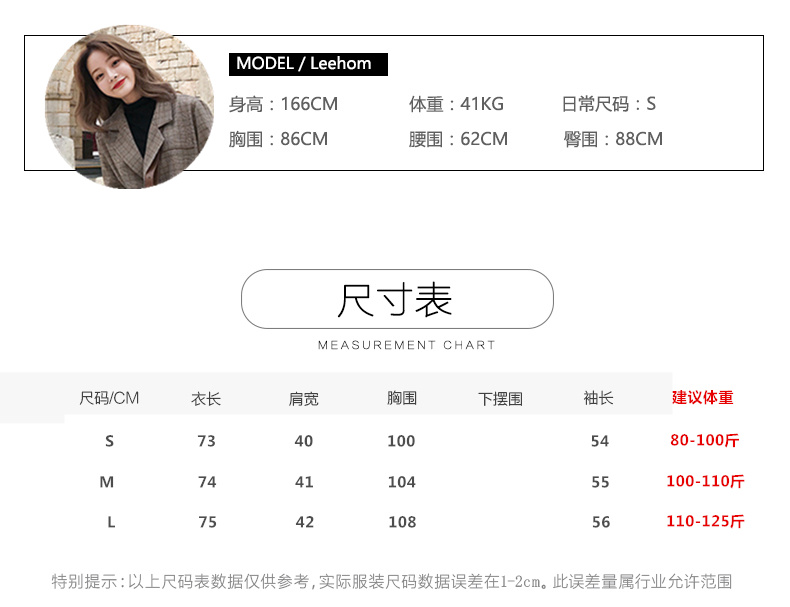 MODEL / Leehom
身高：166CM 体重：41KG 日常尺码：S
胸围：86CM 腰围：62CM 臀围：88CM
尺寸表
MEASUREMENT CHART
尺码/CM 衣长 肩宽 胸围 下摆围 袖长 建议体重
S 73 40 100 54 80-100斤
M 74 41 104 55 100-110斤
L 75 42 108 56 110-125斤
特别提示:以上尺码表数据仅供参考,实际服装尺码数据误差在1-2cm。此误差量属行业允许范围